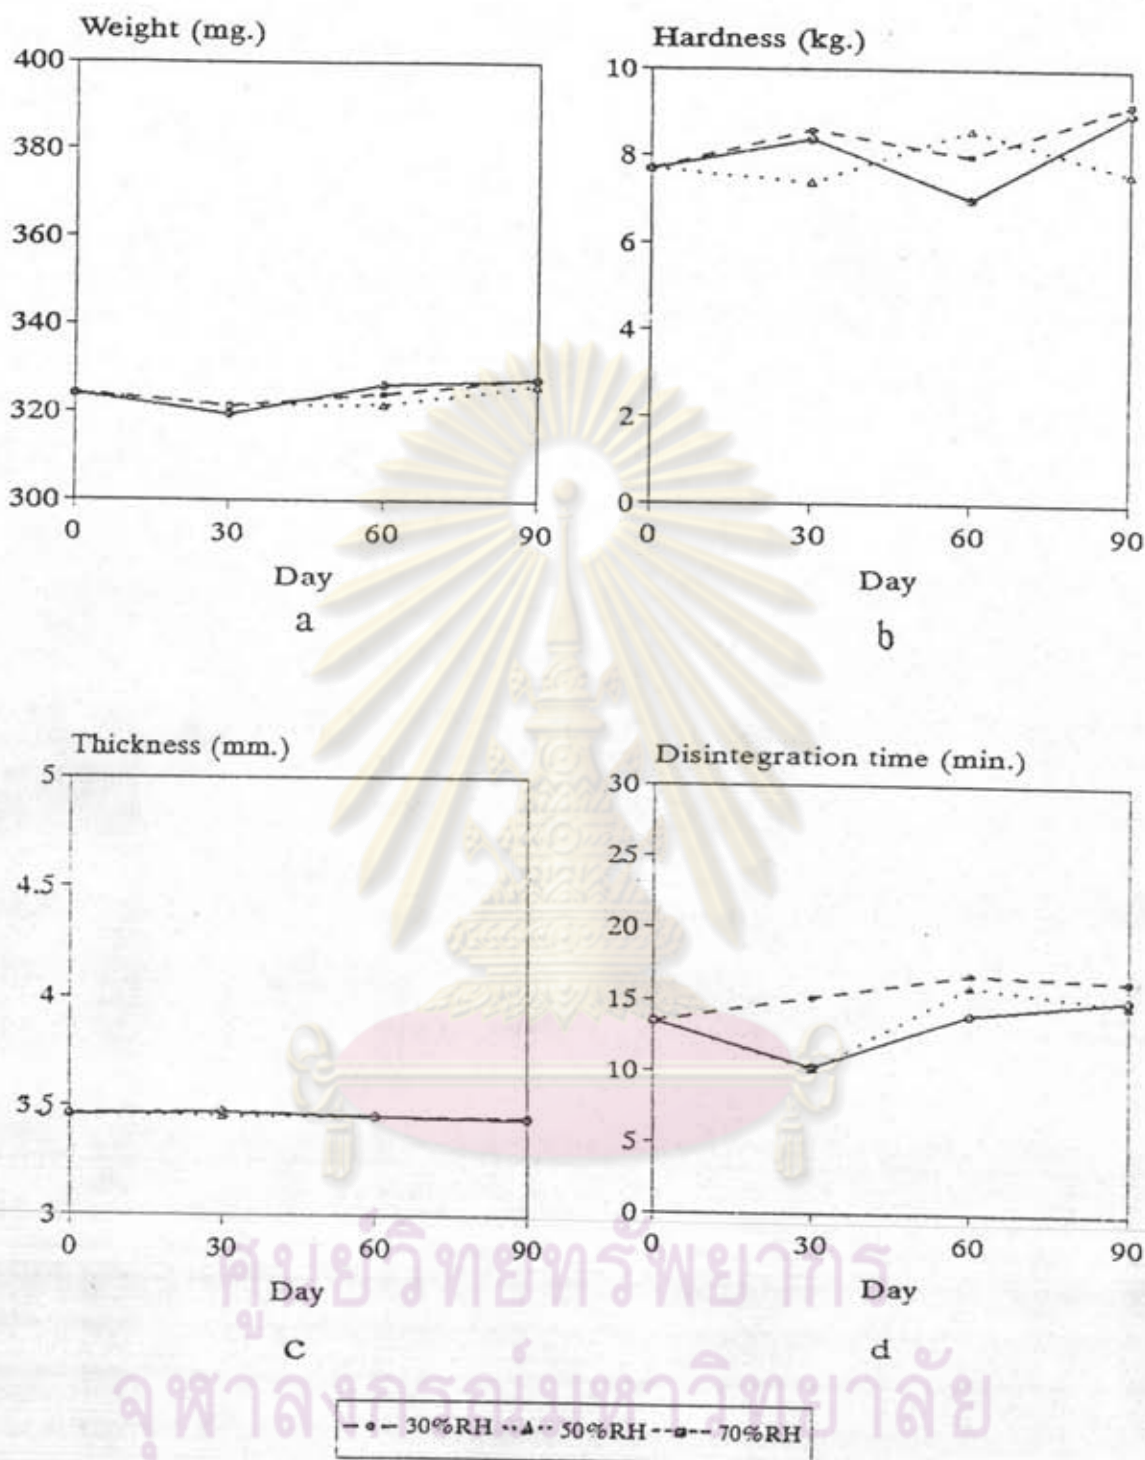 Weight (mg.)
400
380
360
340
320
300
0 30 60 90
Day
a
Hardness (kg.)
10
8
6
4
2
0
0 30 60 90
Day
b
Thickness (mm.)
5
4.5
4
3.5
3
0 30 60 90
Day
c
Disintegration time (min.)
30
25
20
15
10
5
0
0 30 60 90
Day
d
ศูนย์วิทยทรัพยากร
จุฬาลงกรณ์มหาวิทยาลัย
30%RH 50%RH 70%RH